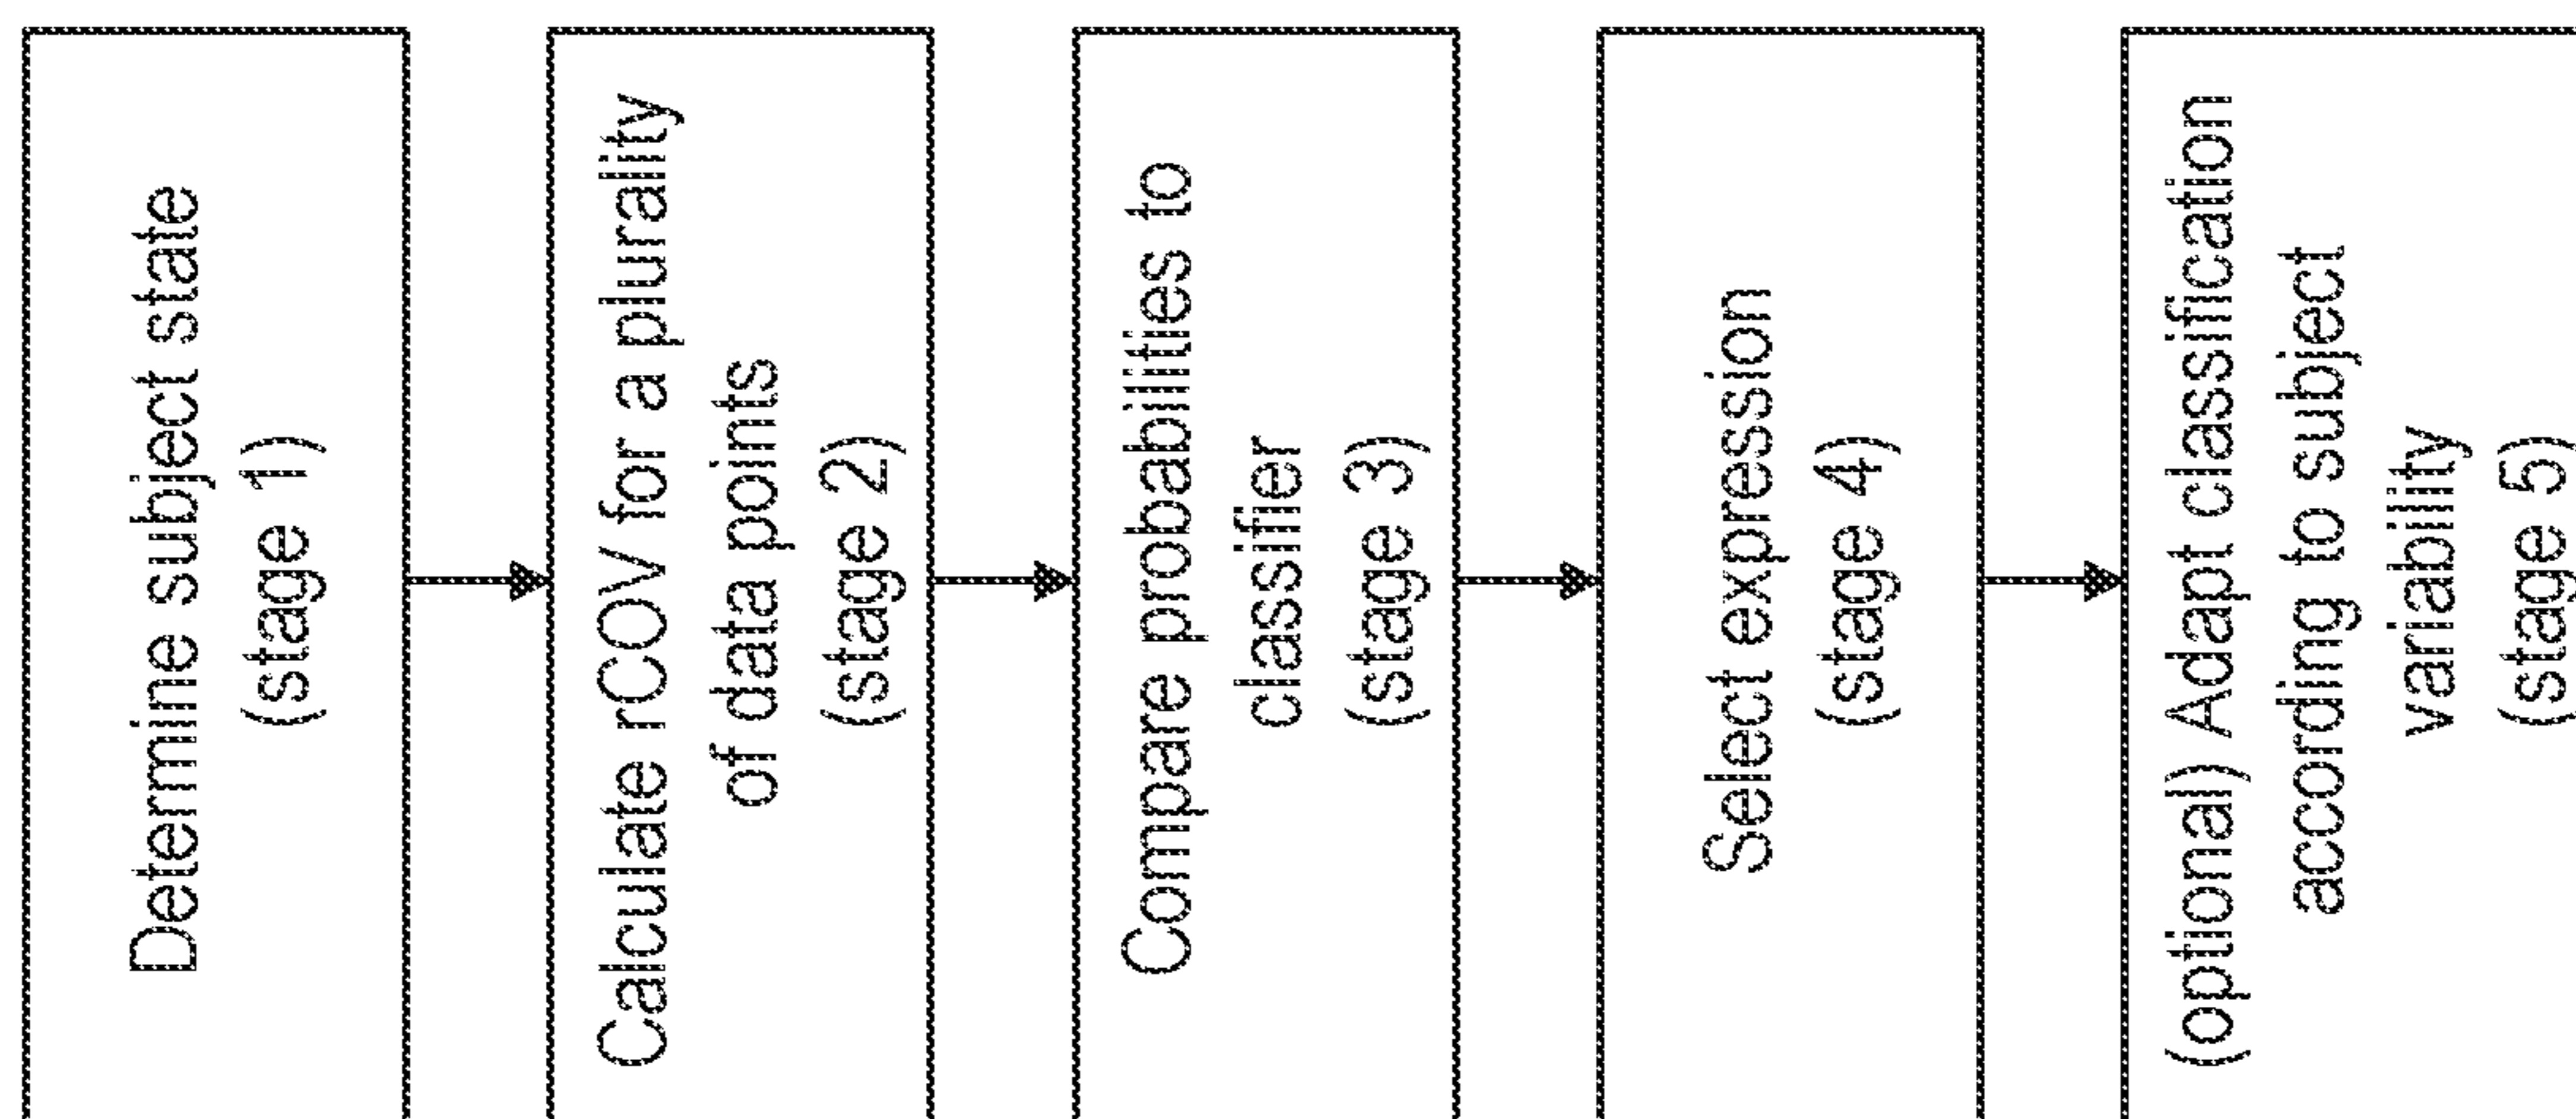 Determine subject state
(stage 1)
Calculate rCOV for a plurality
of data points
(stage 2)
Compare probabilities to
classifier
(stage 3)
Select expression
(stage 4)
(optional) Adapt classification
according to subject
variability
(stage 5)